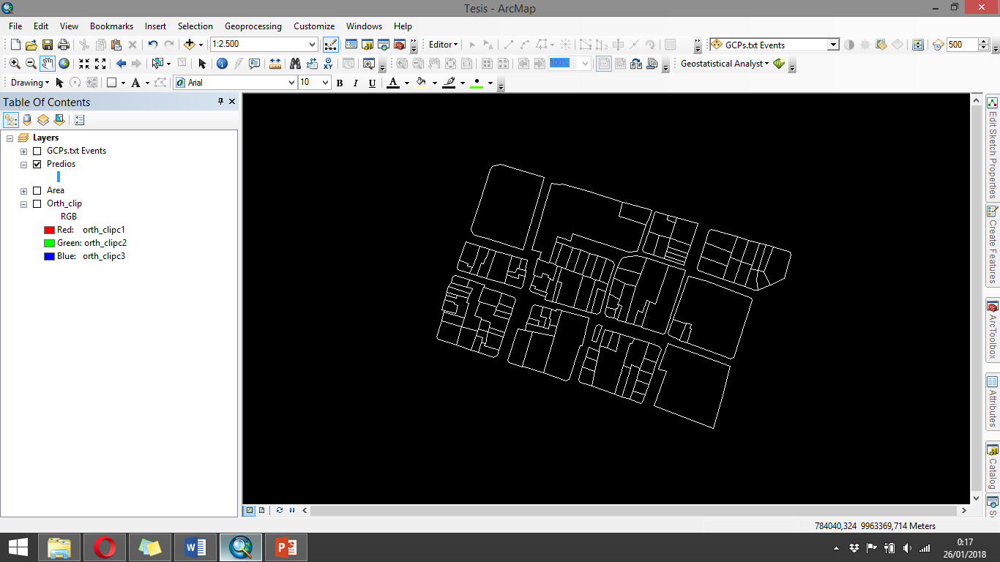 Tesis - ArcMap
File Edit View Bookmarks Insert Selection Geoprocessing Customize Windows Help
1:2.500 Editor GCPs.txt Events 500
100% Geostatistical Analyst
Drawing A Arial 10 B I U A
Table Of Contents
Layers
GCPs.txt Events
Predios
Area
Orth_clip
RGB
Red: orth_clipc1
Green: orth_clipc2
Blue: orth_clipc3
Edit Sketch Properties
Create Features
ArcToolbox
Attributes
Catalog
784040,324 9963369,714 Meters
0:17
26/01/2018